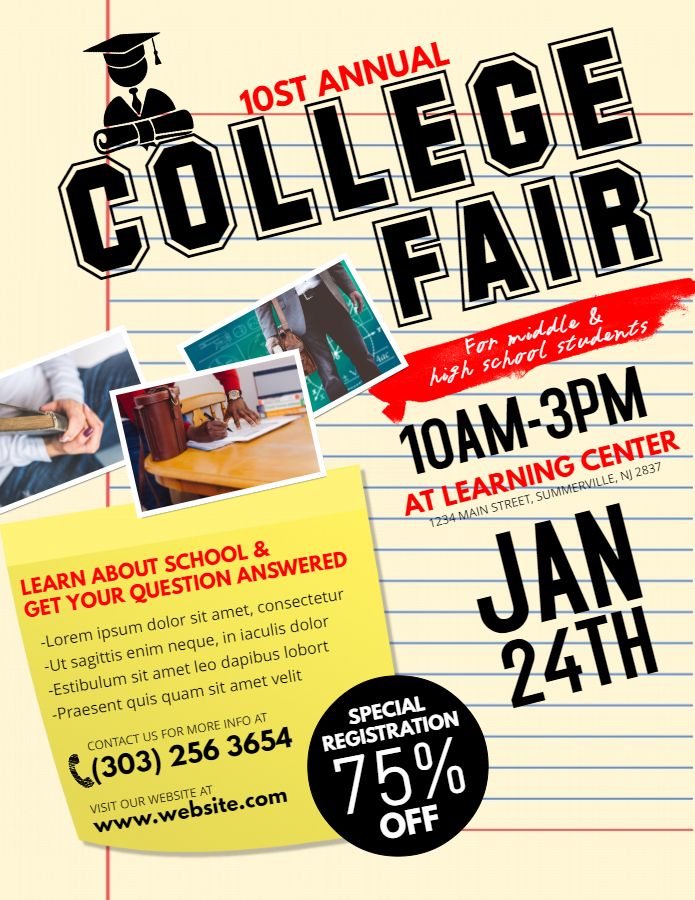 10ST ANNUAL
COLLEGE
FAIR
For middle &
high school students
10AM-3PM
AT LEARNING CENTER
1234 MAIN STREET, SUMMERVILLE, NJ 2837
JAN
24TH
LEARN ABOUT SCHOOL &
GET YOUR QUESTION ANSWERED
-Lorem ipsum dolor sit amet, consectetur
-Ut sagittis enim neque, in iaculis dolor
-Estibulum sit amet leo dapibus lobort
-Praesent quis quam sit amet velit
CONTACT US FOR MORE INFO AT
(303) 256 3654
VISIT OUR WEBSITE AT
www.website.com
SPECIAL
REGISTRATION
75%
OFF